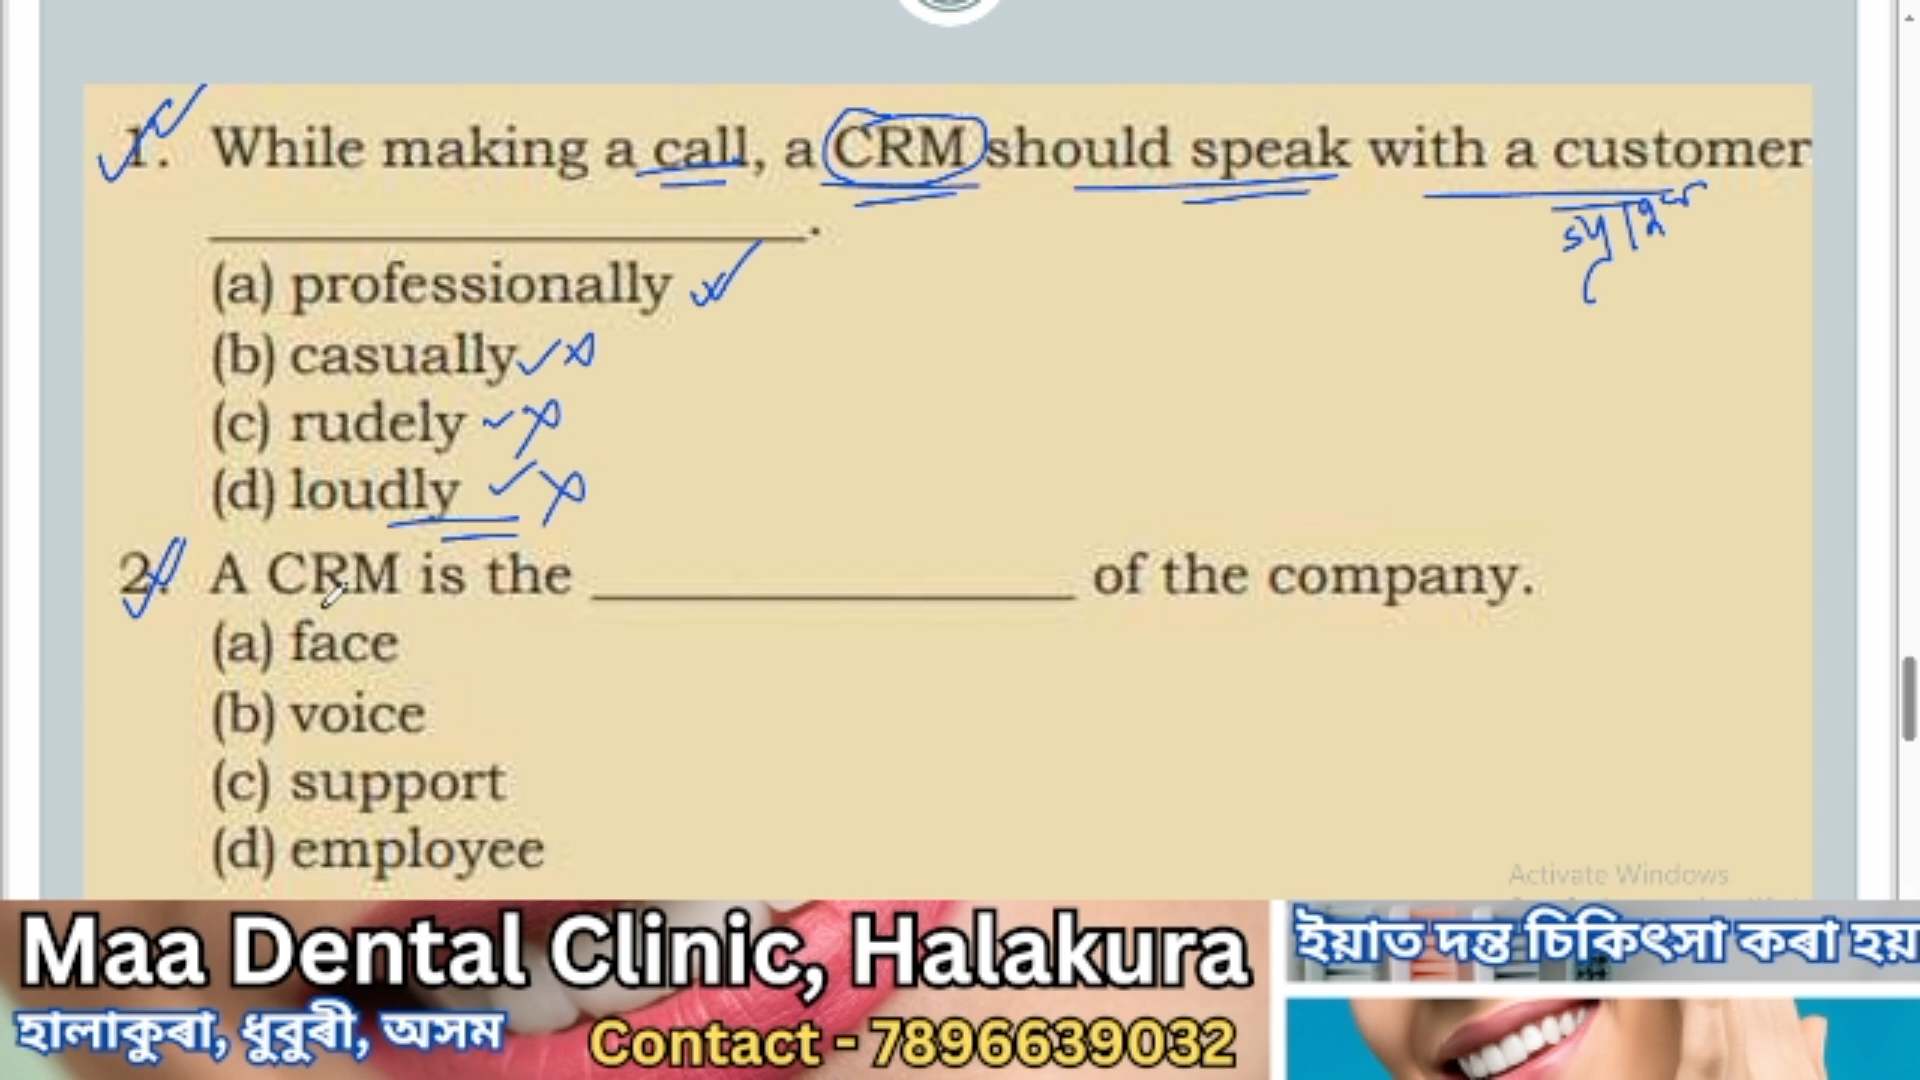 1. While making a call, a CRM should speak with a customer
____________________.
(a) professionally
(b) casually
(c) rudely
(d) loudly
2. A CRM is the ________________ of the company.
(a) face
(b) voice
(c) support
(d) employee
Activate Windows
Maa Dental Clinic, Halakura
ইয়াত দন্ত চিকিৎসা কৰা হয়
হালাকুৰা, ধুবুৰী, অসম
Contact - 7896639032